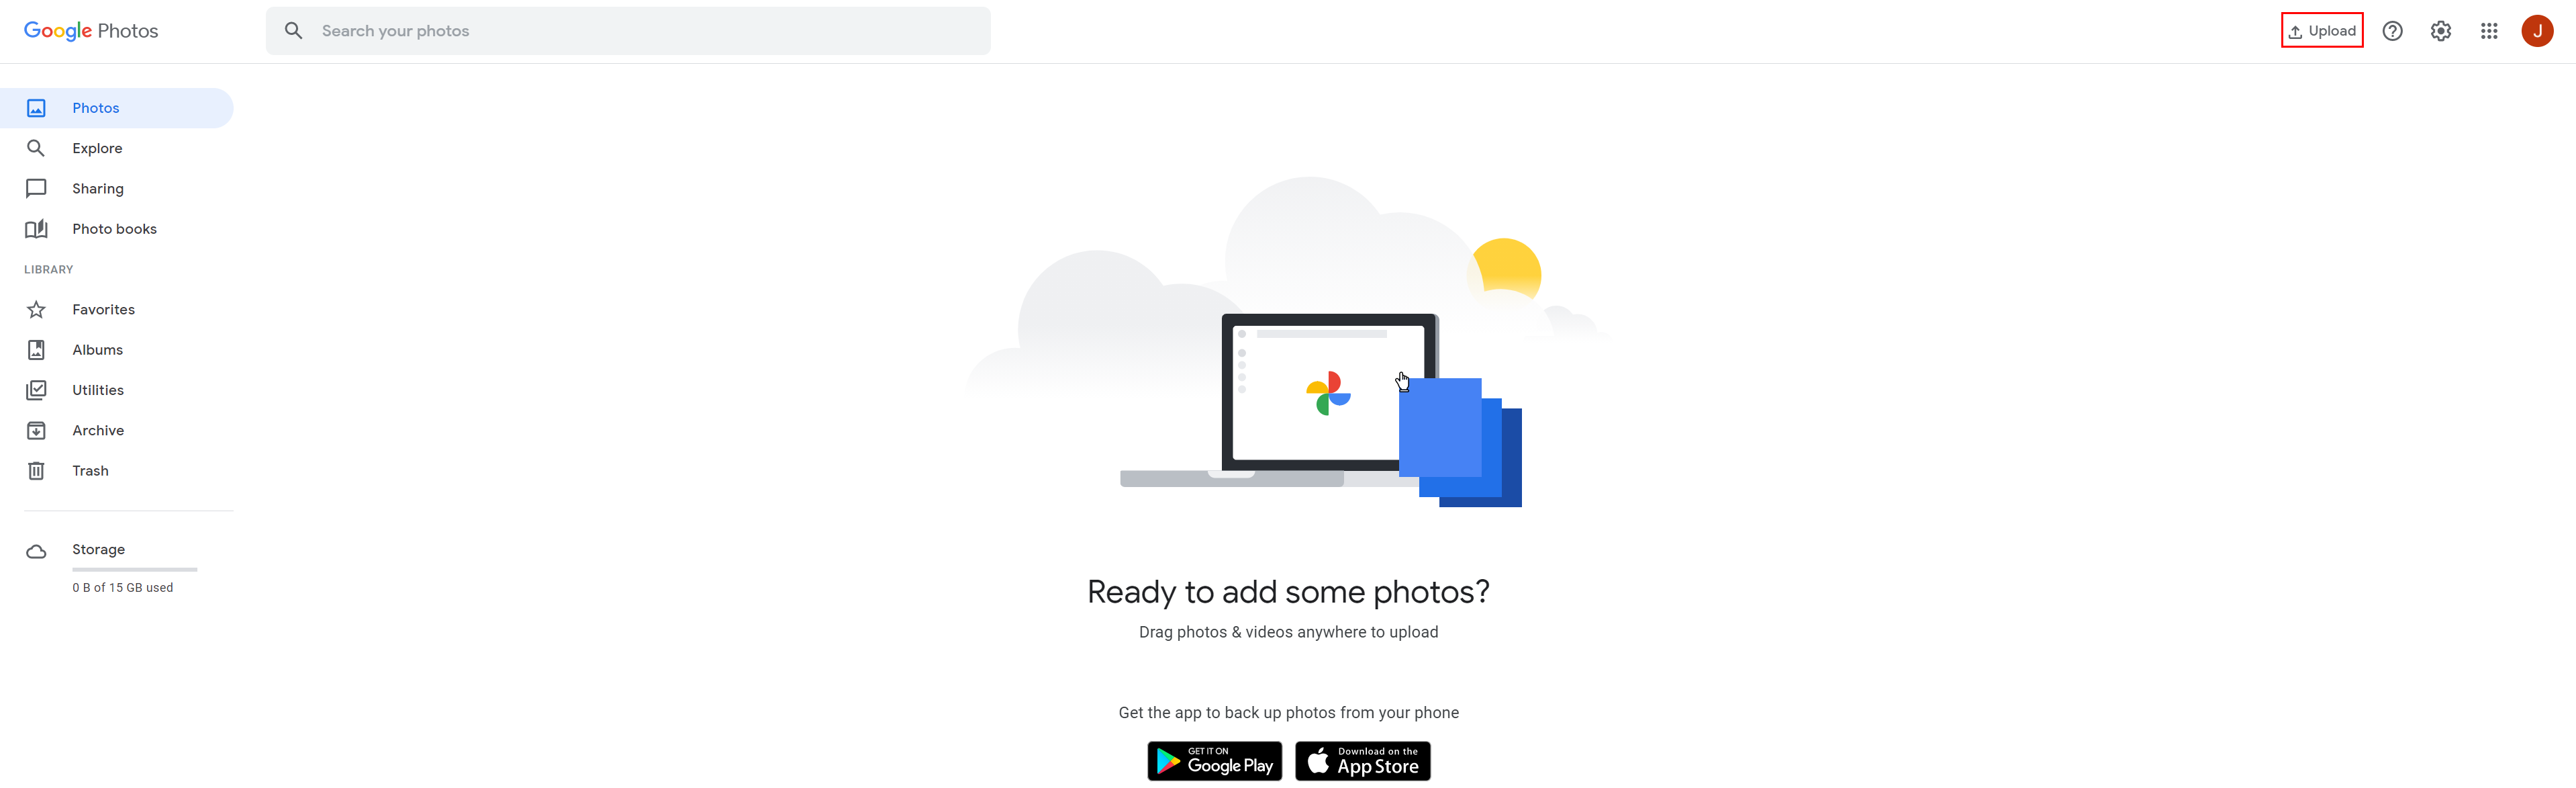 Google Photos
Search your photos
Upload
J
Photos
Explore
Sharing
Photo books
LIBRARY
Favorites
Albums
Utilities
Archive
Trash
Storage
0 B of 15 GB used
Ready to add some photos?
Drag photos & videos anywhere to upload
Get the app to back up photos from your phone
GET IT ON
Google Play
Download on the
App Store